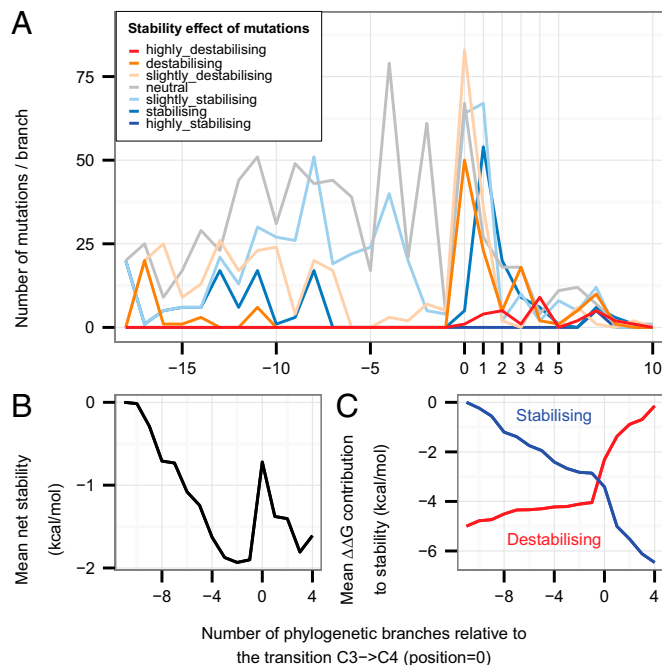 A
Stability effect of mutations
highly_destabilising
destabilising
slightly_destabilising
neutral
slightly_stabilising
stabilising
highly_stabilising
Number of mutations / branch
75
50
25
0
−15
−10
−5
0
1
2
3
4
5
10
B
Mean net stability
(kcal/mol)
0
−1
−2
−8
−4
0
4
C
Mean ΔΔG contribution
to stability (kcal/mol)
0
−2
−4
−6
Stabilising
Destabilising
−8
−4
0
4
Number of phylogenetic branches relative to
the transition C3−>C4 (position=0)